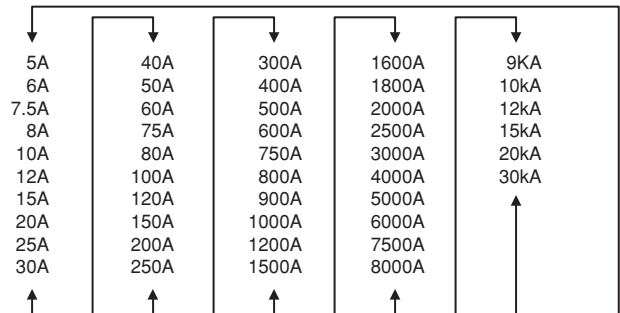 5A 40A 300A 1600A 9KA
6A 50A 400A 1800A 10kA
7.5A 60A 500A 2000A 12kA
8A 75A 600A 2500A 15kA
10A 80A 750A 3000A 20kA
12A 100A 800A 4000A 30kA
15A 120A 900A 5000A
20A 150A 1000A 6000A
25A 200A 1200A 7500A
30A 250A 1500A 8000A